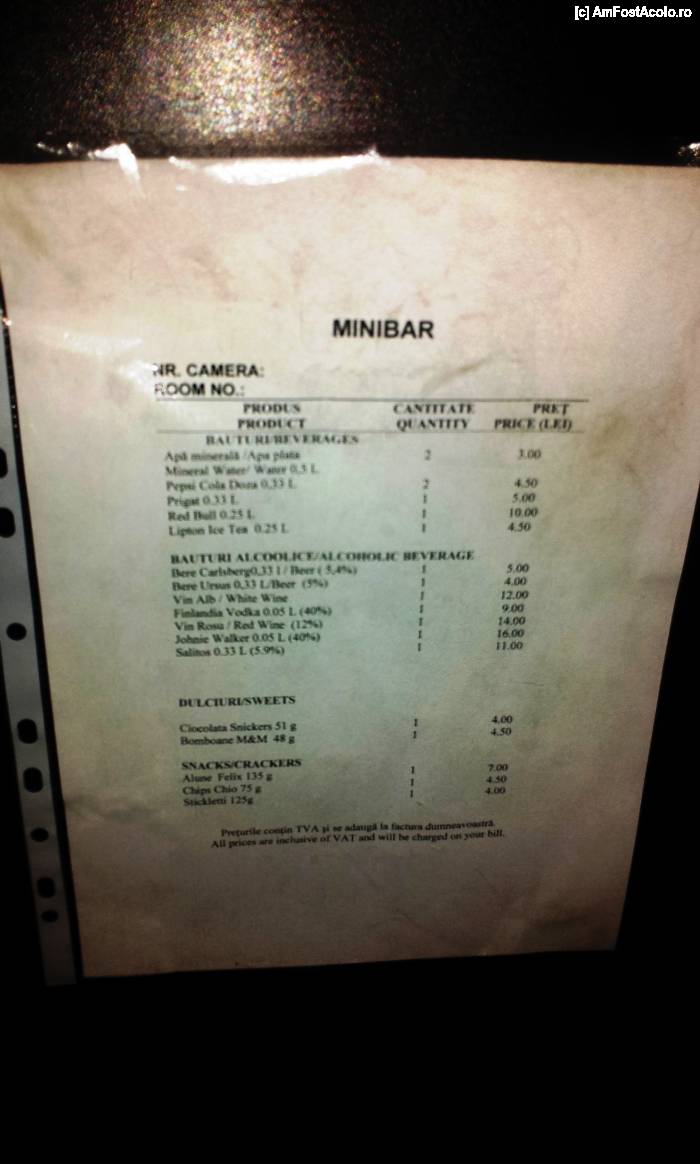 [c] AmFostAcolo.ro
MINIBAR
NR. CAMERA:
ROOM NO.:
PRODUS CANTITATE PREŢ
PRODUCT QUANTITY PRICE (LEI)
BAUTURI/BEVERAGES
Apă minerală /Apa plata 2 3.00
Mineral Water/ Water 0,5 L
Pepsi Cola Doza 0,33 L 2 4.50
Prigat 0.33 L 1 5.00
Red Bull 0.25 L 1 10.00
Lipton Ice Tea 0.25 L 1 4.50
BAUTURI ALCOOLICE/ALCOHOLIC BEVERAGE
Bere Carlsberg0,33 l / Beer ( 5,4%) 1 5.00
Bere Ursus 0,33 L/Beer (5%) 1 4.00
Vin Alb / White Wine 1 12.00
Finlandia Vodka 0.05 L (40%) 1 9.00
Vin Rosu / Red Wine (12%) 1 14.00
Johnie Walker 0.05 L (40%) 1 16.00
Salitos 0.33 L (5.9%) 1 11.00
DULCIURI/SWEETS
Ciocolata Snickers 51 g 1 4.00
Bomboane M&M 48 g 1 4.50
SNACKS/CRACKERS
Alune Felix 135 g 1 7.00
Chips Chio 75 g 1 4.50
Stickletti 125g 1 4.00
Preţurile conţin TVA şi se adaugă la factura dumneavoastră.
All prices are inclusive of VAT and will be charged on your bill.